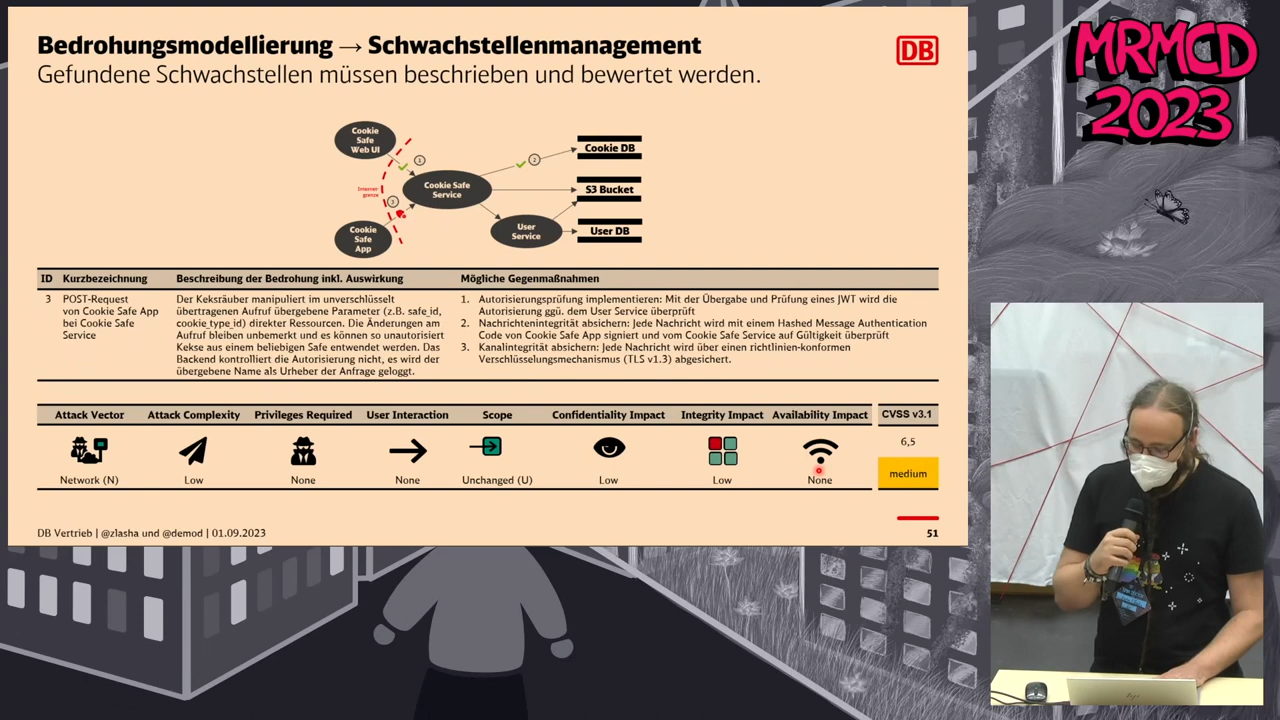 Bedrohungsmodellierung → Schwachstellenmanagement
Gefundene Schwachstellen müssen beschrieben und bewertet werden.
DB
MRMCD
2023
Cookie
Safe
Web UI
1
2
Cookie DB
Internet-
grenze
Cookie Safe
Service
S3 Bucket
3
Cookie
Safe
App
User
Service
User DB
ID Kurzbezeichnung Beschreibung der Bedrohung inkl. Auswirkung Mögliche Gegenmaßnahmen
3 POST-Request
von Cookie Safe App
bei Cookie Safe
Service
Der Keksräuber manipuliert im unverschlüsselt
übertragenen Aufruf übergebene Parameter (z.B. safe_id,
cookie_type_id) direkter Ressourcen. Die Änderungen am
Aufruf bleiben unbemerkt und es können so unautorisiert
Kekse aus einem beliebigen Safe entwendet werden. Das
Backend kontrolliert die Autorisierung nicht, es wird der
übergebene Name als Urheber der Anfrage geloggt.
1. Autorisierungsprüfung implementieren: Mit der Übergabe und Prüfung eines JWT wird die
Autorisierung ggü. dem User Service überprüft
2. Nachrichtenintegrität absichern: Jede Nachricht wird mit einem Hashed Message Authentication
Code von Cookie Safe App signiert und vom Cookie Safe Service auf Gültigkeit überprüft
3. Kanalintegrität absichern: Jede Nachricht wird über einen richtlinien-konformen
Verschlüsselungsmechanismus (TLS v1.3) abgesichert.
Attack Vector Attack Complexity Privileges Required User Interaction Scope Confidentiality Impact Integrity Impact Availability Impact CVSS v3.1
6,5
Network (N) Low None None Unchanged (U) Low Low None medium
DB Vertrieb | @zlasha und @demod | 01.09.2023
51